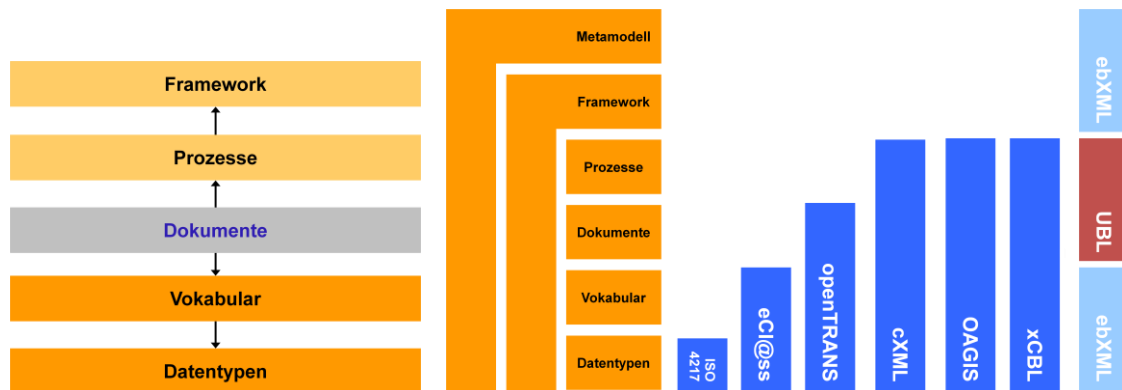 Framework
Prozesse
Dokumente
Vokabular
Datentypen
Metamodell
Framework
Prozesse
Dokumente
Vokabular
Datentypen
ISO
4217
eCl@ss
openTRANS
cXML
OAGIS
xCBL
ebXML
UBL
ebXML